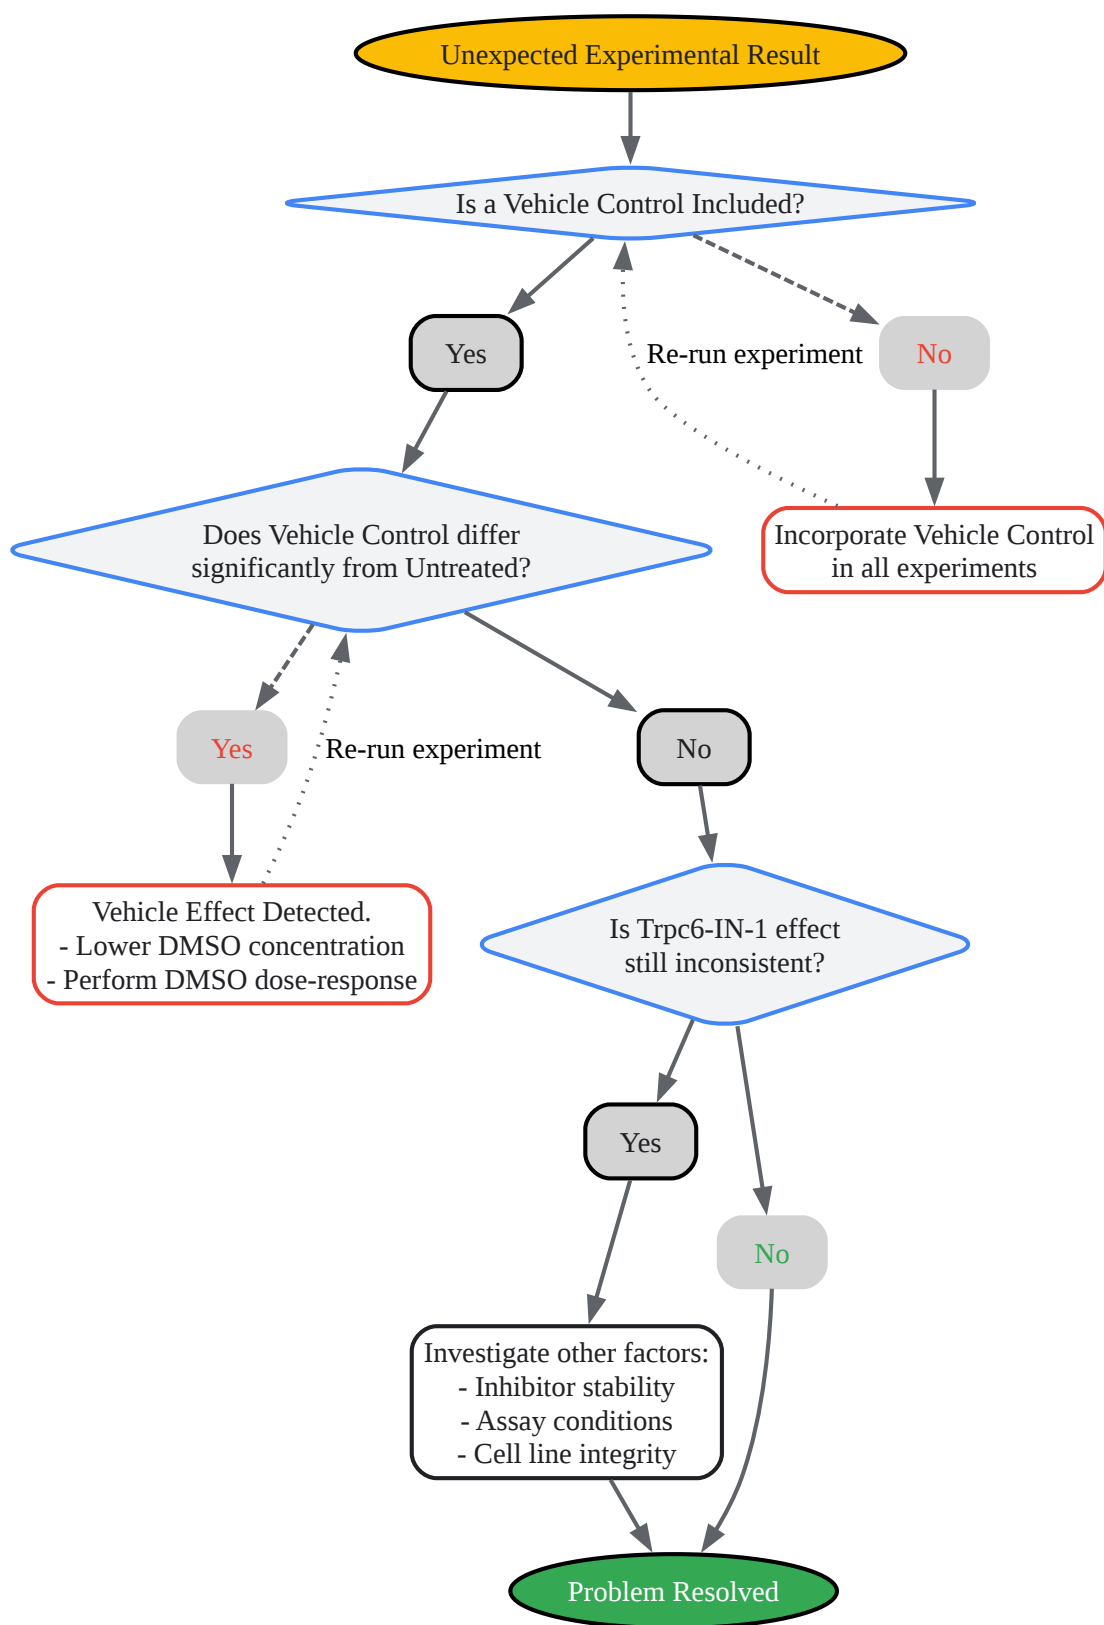 Unexpected Experimental Result
Is a Vehicle Control Included?
Yes
Re-run experiment
No
Does Vehicle Control differ
significantly from Untreated?
Incorporate Vehicle Control
in all experiments
Yes
Re-run experiment
No
Vehicle Effect Detected.
- Lower DMSO concentration
- Perform DMSO dose-response
Is Trpc6-IN-1 effect
still inconsistent?
Yes
No
Investigate other factors:
- Inhibitor stability
- Assay conditions
- Cell line integrity
Problem Resolved